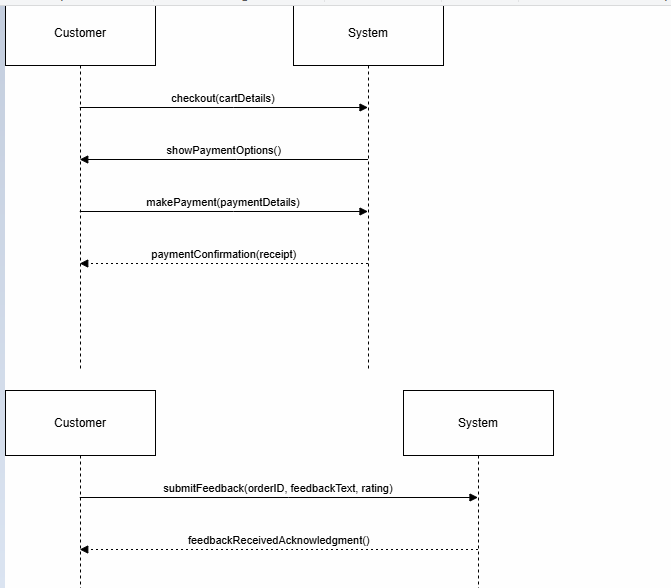 Customer
System
checkout(cartDetails)
showPaymentOptions()
makePayment(paymentDetails)
paymentConfirmation(receipt)
Customer
System
submitFeedback(orderID, feedbackText, rating)
feedbackReceivedAcknowledgment()